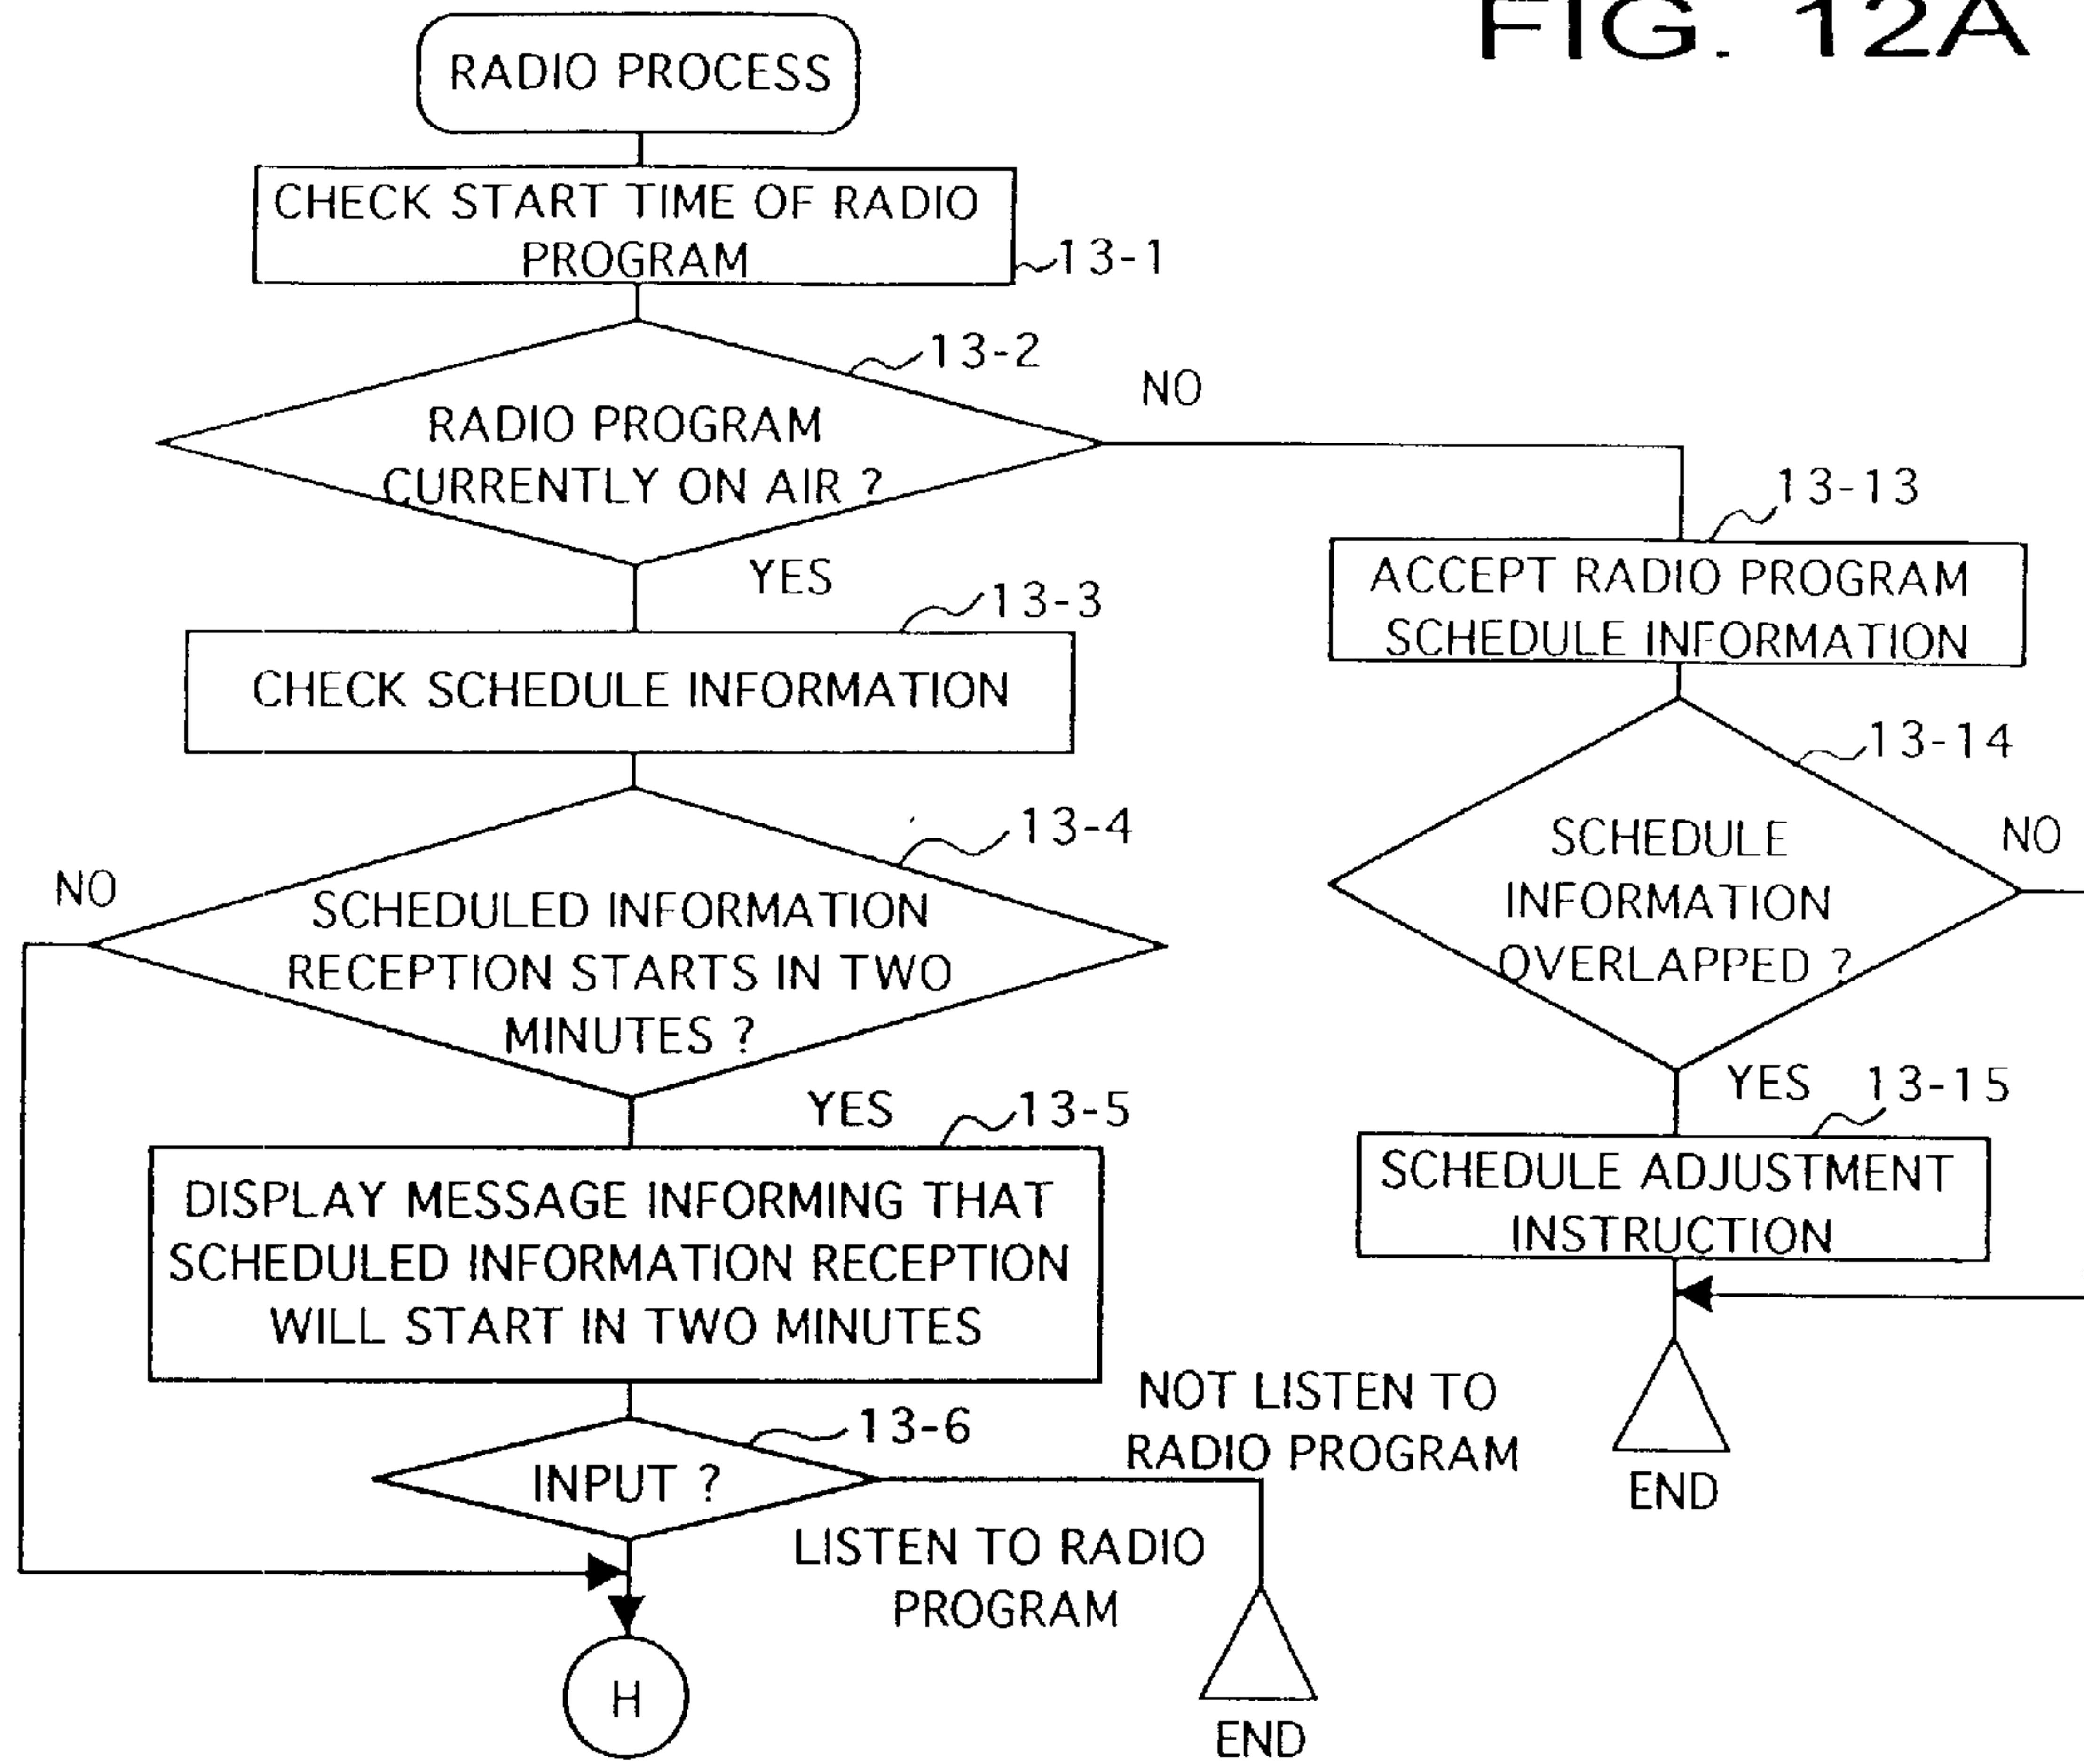 FIG. 12A
RADIO PROCESS
CHECK START TIME OF RADIO
PROGRAM
13-1
13-2
RADIO PROGRAM
CURRENTLY ON AIR ?
NO
YES
13-3
CHECK SCHEDULE INFORMATION
13-4
NO
SCHEDULED INFORMATION
RECEPTION STARTS IN TWO
MINUTES ?
YES
13-5
DISPLAY MESSAGE INFORMING THAT
SCHEDULED INFORMATION RECEPTION
WILL START IN TWO MINUTES
13-6
INPUT ?
NOT LISTEN TO
RADIO PROGRAM
LISTEN TO RADIO
PROGRAM
H
END
13-13
ACCEPT RADIO PROGRAM
SCHEDULE INFORMATION
13-14
SCHEDULE
INFORMATION
OVERLAPPED ?
NO
YES
13-15
SCHEDULE ADJUSTMENT
INSTRUCTION
END